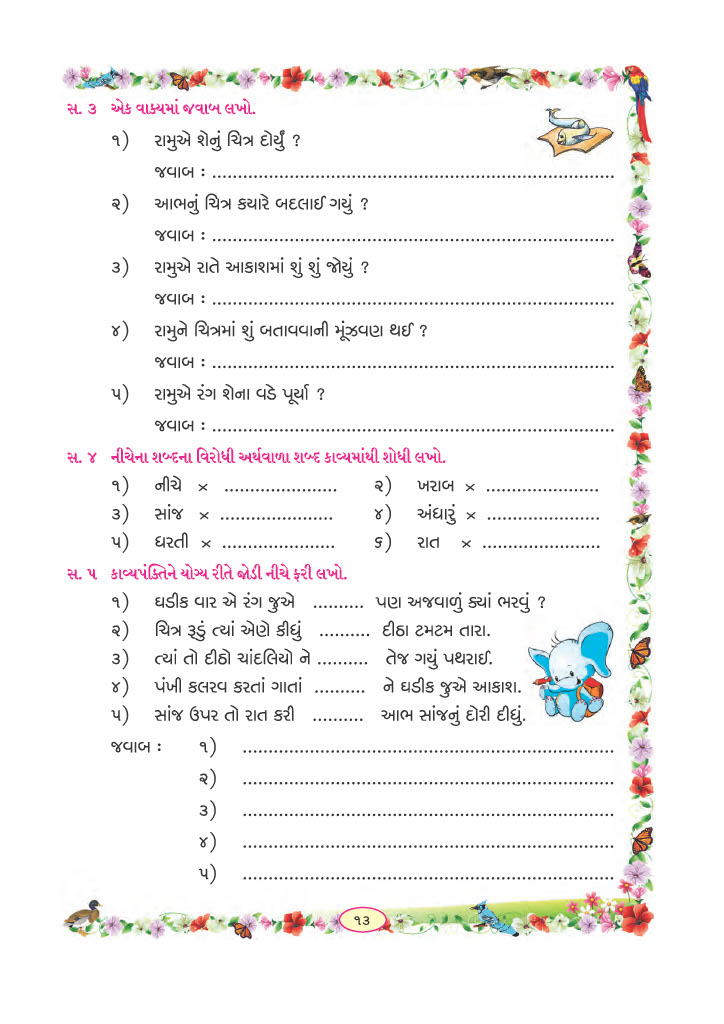 સ. ૩ એક વાક્યમાં જવાબ લખો.
૧) રામુએ શેનું ચિત્ર દોર્યું ?
જવાબ : ..............................................................................
૨) આભનું ચિત્ર ક્યારે બદલાઈ ગયું ?
જવાબ : ..............................................................................
૩) રામુએ રાતે આકાશમાં શું શું જોયું ?
જવાબ : ..............................................................................
૪) રામુને ચિત્રમાં શું બતાવવાની મૂંઝવણ થઈ ?
જવાબ : ..............................................................................
૫) રામુએ રંગ શેના વડે પૂર્યા ?
જવાબ : ..............................................................................
સ. ૪ નીચેના શબ્દના વિરોધી અર્થવાળા શબ્દ કાવ્યમાંથી શોધી લખો.
૧) નીચે × ...................... ૨) ખરાબ × ......................
૩) સાંજ × ...................... ૪) અંધારું × ......................
૫) ધરતી × ...................... ૬) રાત × ......................
સ. ૫ કાવ્યપંક્તિને યોગ્ય રીતે જોડી નીચે ફરી લખો.
૧) ઘડીક વાર એ રંગ જુએ .......... પણ અજવાળું ક્યાં ભરવું ?
૨) ચિત્ર રૂડું ત્યાં એણે કીધું .......... દીઠા ટમટમ તારા.
૩) ત્યાં તો દીઠો ચાંદલિયો ને .......... તેજ ગયું પથરાઈ.
૪) પંખી કલરવ કરતાં ગાતાં .......... ને ઘડીક જુએ આકાશ.
૫) સાંજ ઉપર તો રાત કરી .......... આભ સાંજનું દોરી દીધું.
જવાબ : ૧) ........................................................................
૨) ........................................................................
૩) ........................................................................
૪) ........................................................................
૫) ........................................................................
૧૩